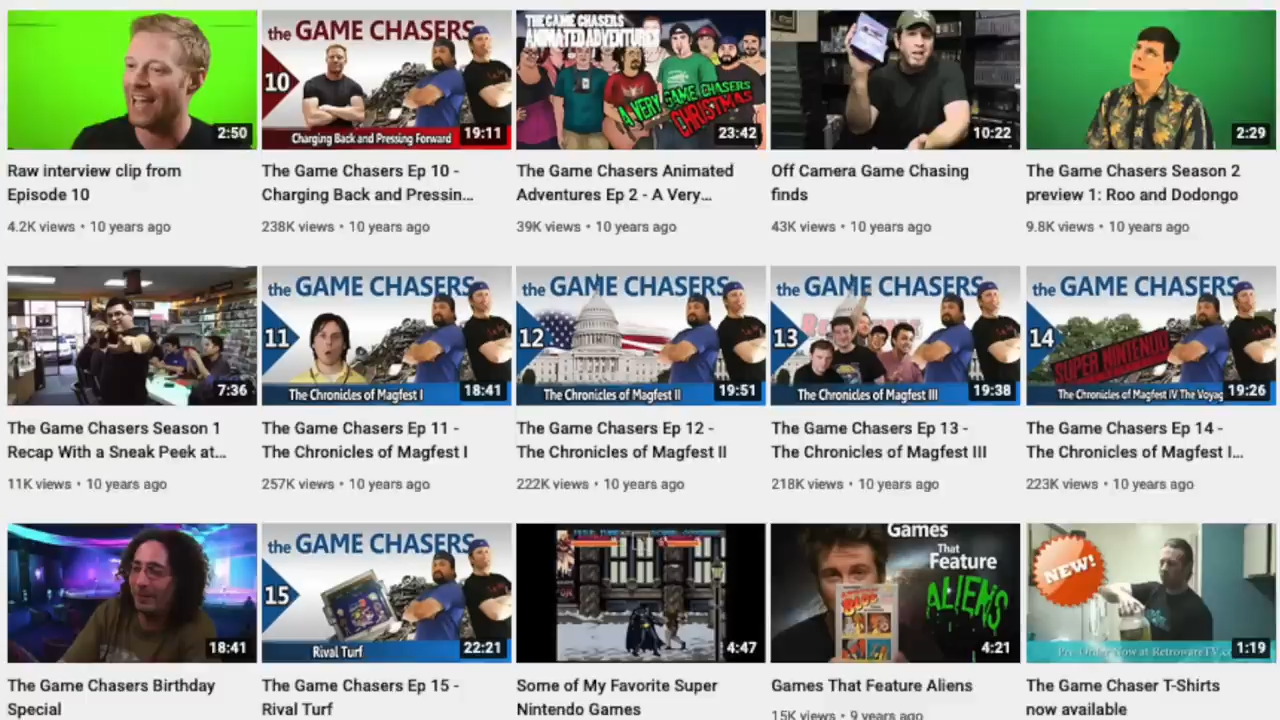 2:50
the GAME CHASERS
10
Charging Back and Pressing Forward
19:11
THE GAME CHASERS
ANIMATED ADVENTURES
A VERY GAME CHASERS
CHRISTMAS
23:42
10:22
2:29
Raw interview clip from
Episode 10
4.2K views • 10 years ago
The Game Chasers Ep 10 -
Charging Back and Pressin...
238K views • 10 years ago
The Game Chasers Animated
Adventures Ep 2 - A Very...
39K views • 10 years ago
Off Camera Game Chasing
finds
43K views • 10 years ago
The Game Chasers Season 2
preview 1: Roo and Dodongo
9.8K views • 10 years ago
7:36
the GAME CHASERS
11
The Chronicles of Magfest I
18:41
the GAME CHASERS
12
The Chronicles of Magfest II
19:51
the GAME CHASERS
13
The Chronicles of Magfest III
19:38
the GAME CHASERS
14
SUPER NINTENDO
The Chronicles of Magfest IV The Voyag
19:26
The Game Chasers Season 1
Recap With a Sneak Peek at...
11K views • 10 years ago
The Game Chasers Ep 11 -
The Chronicles of Magfest I
257K views • 10 years ago
The Game Chasers Ep 12 -
The Chronicles of Magfest II
222K views • 10 years ago
The Game Chasers Ep 13 -
The Chronicles of Magfest III
218K views • 10 years ago
The Game Chasers Ep 14 -
The Chronicles of Magfest I...
223K views • 10 years ago
18:41
the GAME CHASERS
15
Rival Turf
22:21
4:47
Games
That
Feature
ALIENS
4:21
NEW!
Pre-Order Now at RetrowareTV.co
1:19
The Game Chasers Birthday
Special
The Game Chasers Ep 15 -
Rival Turf
Some of My Favorite Super
Nintendo Games
Games That Feature Aliens
15K views • 9 years ago
The Game Chaser T-Shirts
now available